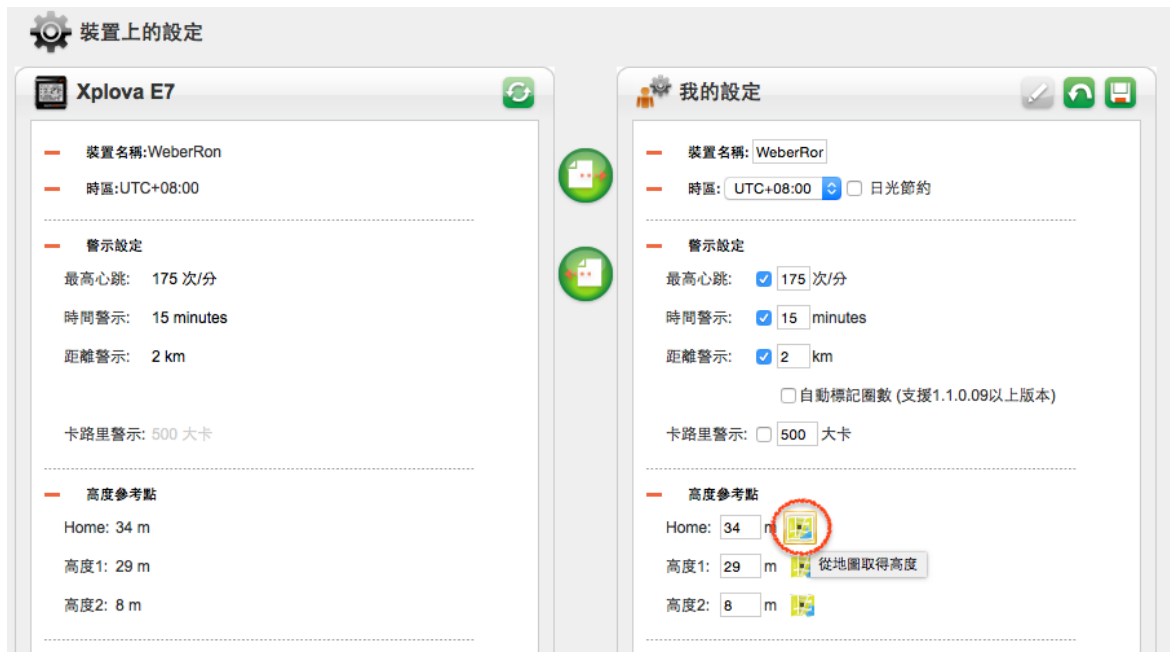 裝置上的設定
Xplova E7
裝置名稱:WeberRon
時區:UTC+08:00
警示設定
最高心跳: 175 次/分
時間警示: 15 minutes
距離警示: 2 km
卡路里警示: 500 大卡
高度參考點
Home: 34 m
高度1: 29 m
高度2: 8 m
我的設定
裝置名稱: WeberRor
時區: UTC+08:00 日光節約
警示設定
最高心跳: 175 次/分
時間警示: 15 minutes
距離警示: 2 km
自動標記圈數 (支援1.1.0.09以上版本)
卡路里警示: 500 大卡
高度參考點
Home: 34 m
高度1: 29 m 從地圖取得高度
高度2: 8 m